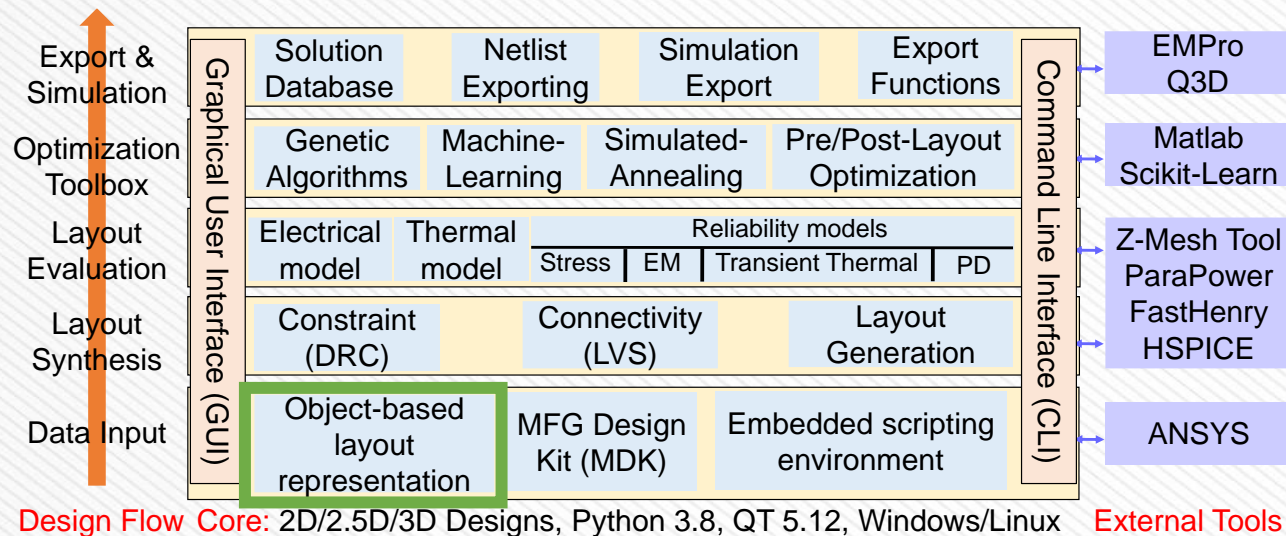 Export &
Simulation
Optimization
Toolbox
Layout
Evaluation
Layout
Synthesis
Data Input
Graphical User Interface (GUI)
Solution
Database
Netlist
Exporting
Simulation
Export
Export
Functions
Genetic
Algorithms
Machine-
Learning
Simulated-
Annealing
Pre/Post-Layout
Optimization
Electrical
model
Thermal
model
Reliability models
Stress
EM
Transient Thermal
PD
Constraint
(DRC)
Connectivity
(LVS)
Layout
Generation
Object-based
layout
representation
MFG Design
Kit (MDK)
Embedded scripting
environment
Command Line Interface (CLI)
EMPro
Q3D
Matlab
Scikit-Learn
Z-Mesh Tool
ParaPower
FastHenry
HSPICE
ANSYS
Design Flow Core: 2D/2.5D/3D Designs, Python 3.8, QT 5.12, Windows/Linux External Tools